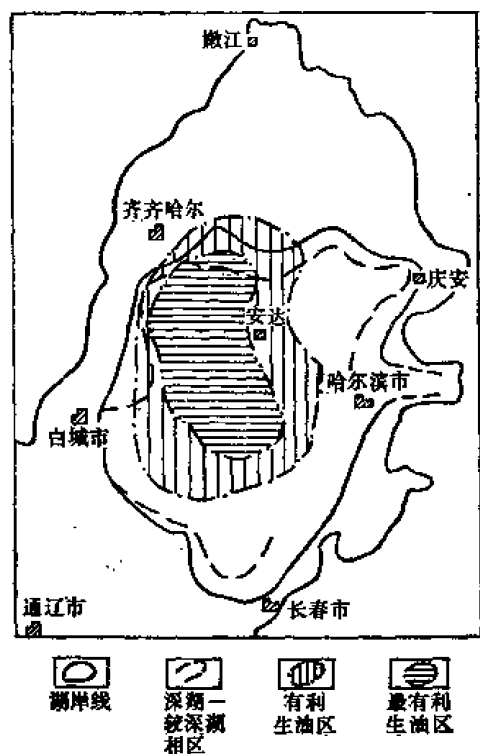 嫩江
齐齐哈尔
庆安
安达
哈尔滨市
白城市
通辽市
长春市
湖岸线
深湖—
较深湖
相区
有利
生油区
最有利
生油区